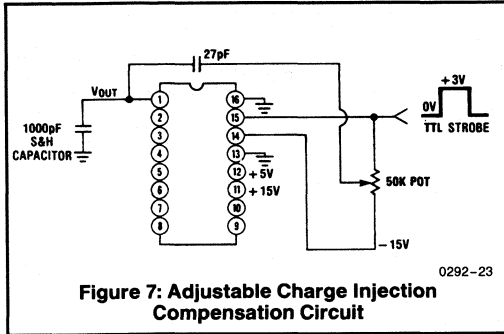 27pF
VOUT
+3V
0V
TTL STROBE
1000pF
S&H
CAPACITOR
1
2
3
4
5
6
7
8
16
15
14
13
12
11
10
9
+5V
+15V
50K POT
-15V
0292-23
Figure 7: Adjustable Charge Injection
Compensation Circuit